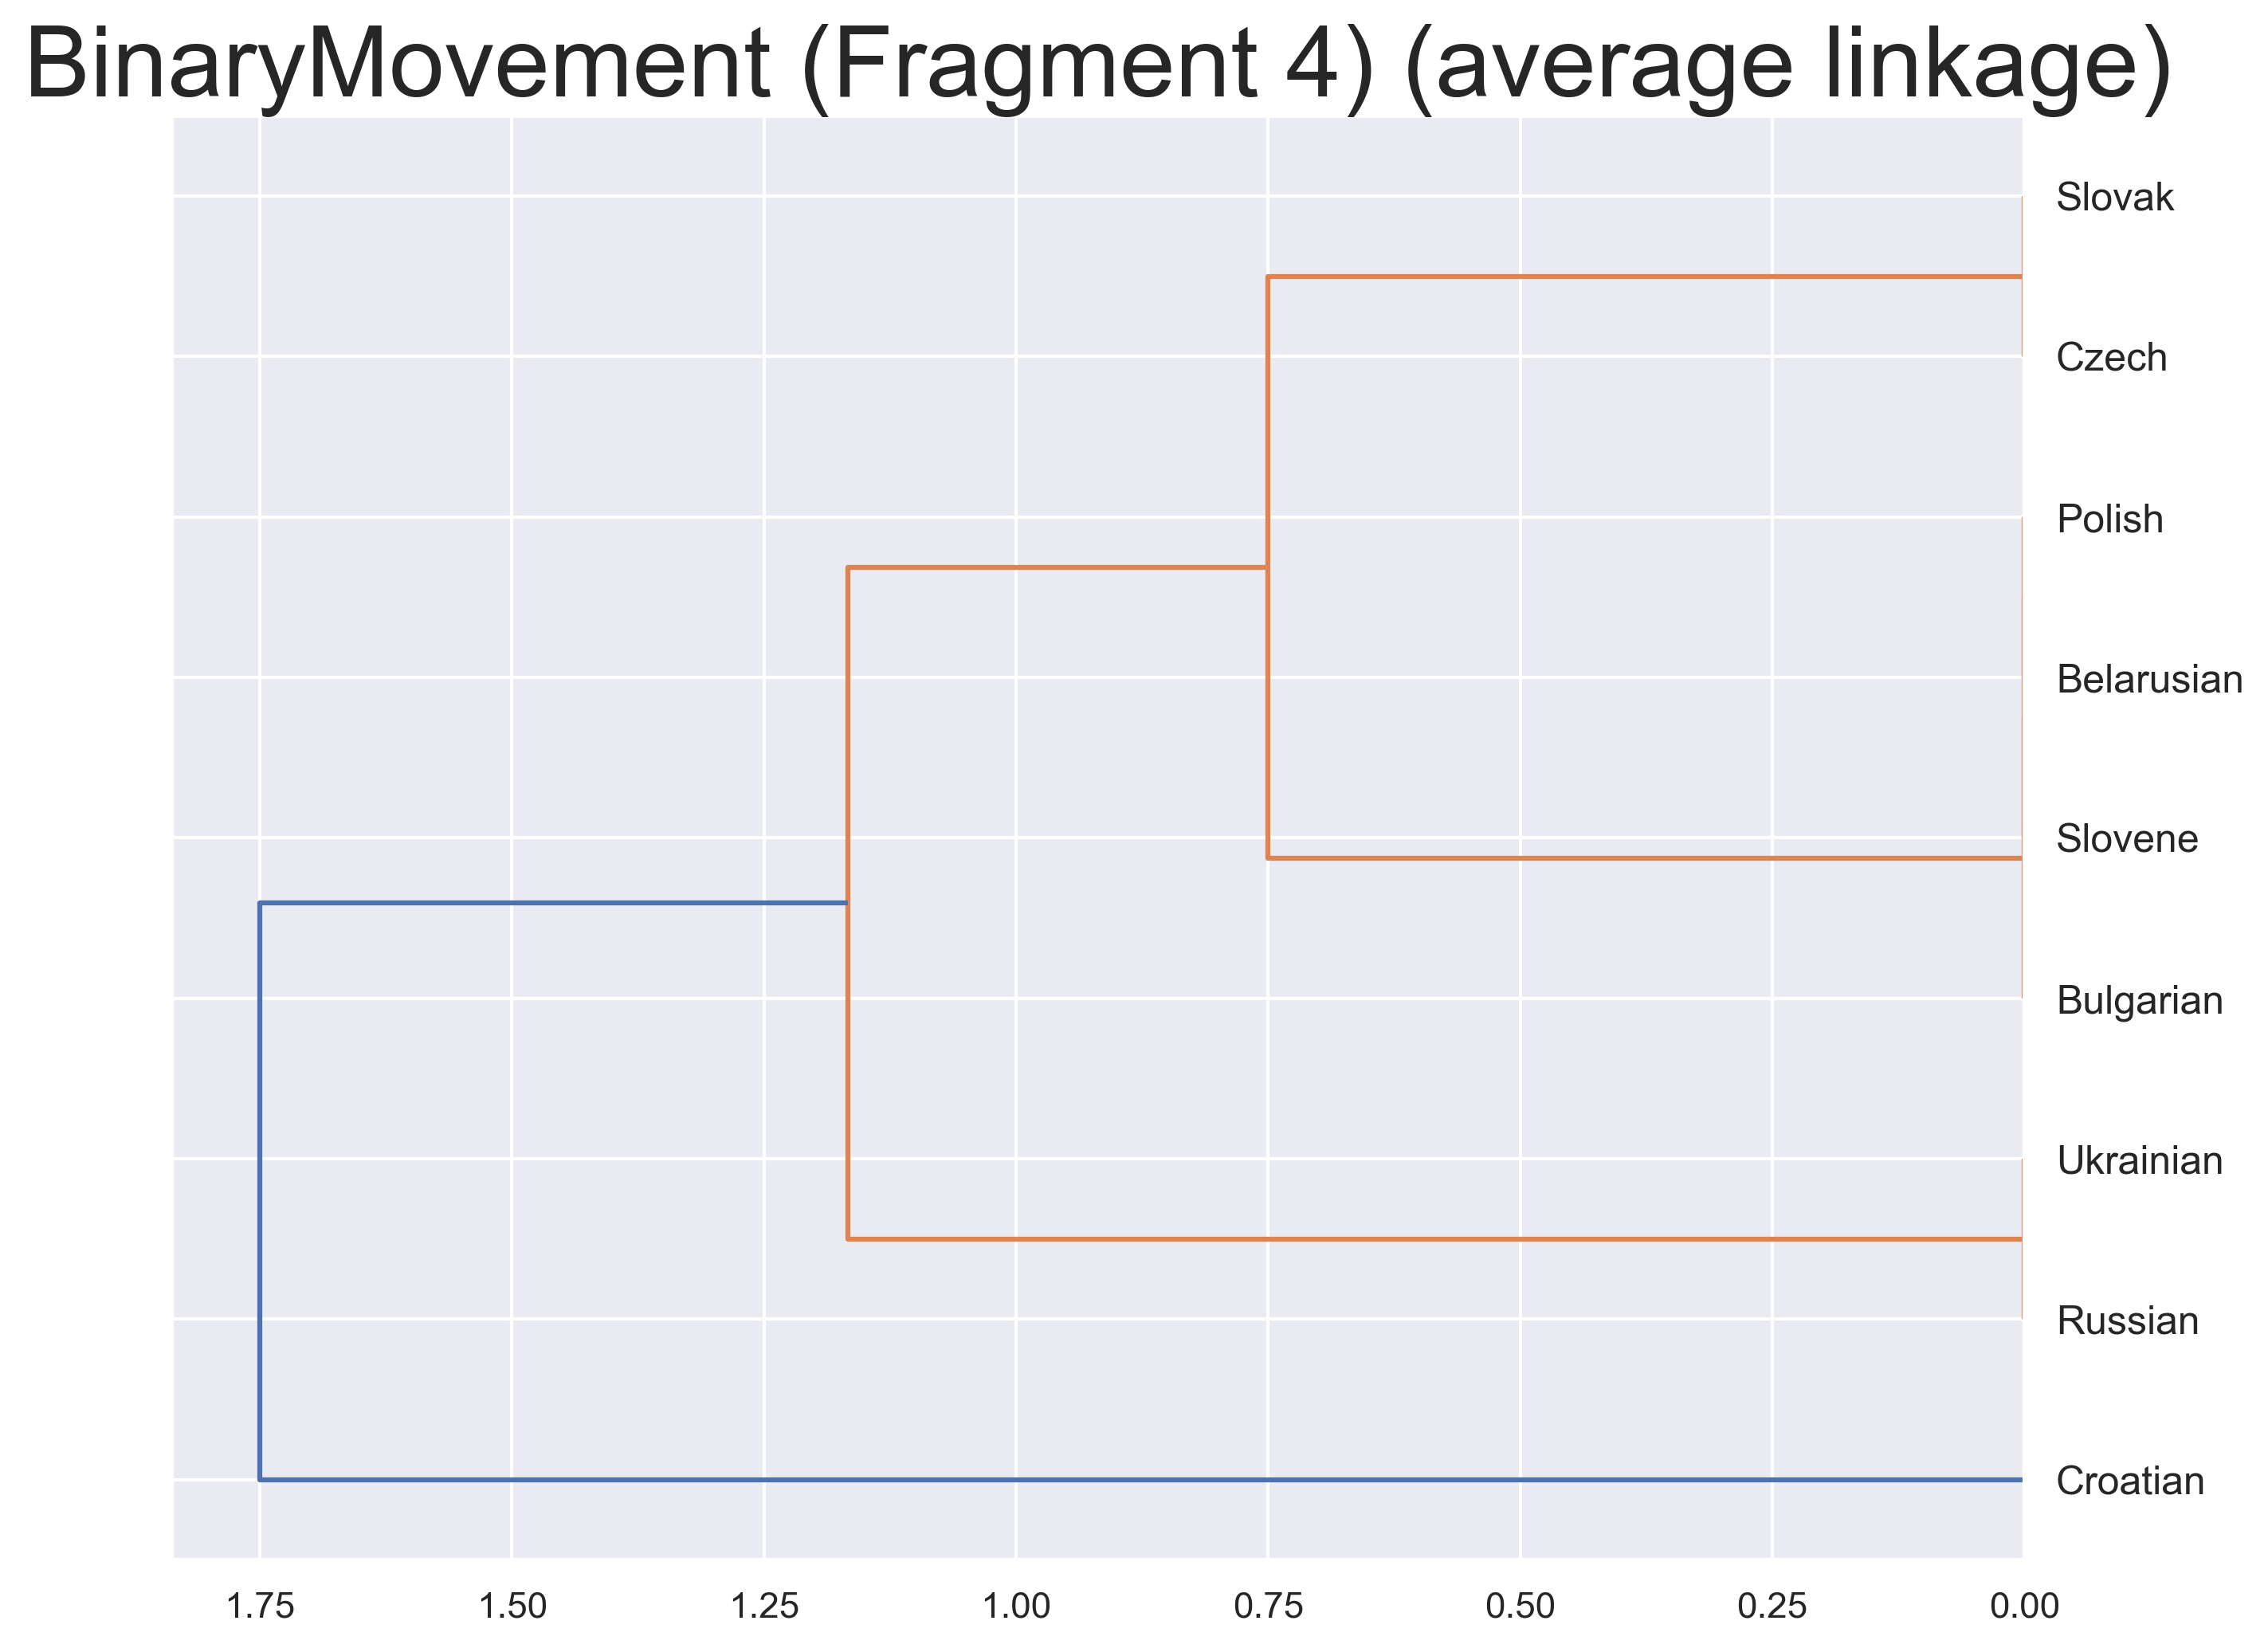 BinaryMovement (Fragment 4) (average linkage)
Slovak
Czech
Polish
Belarusian
Slovene
Bulgarian
Ukrainian
Russian
Croatian
1.75 1.50 1.25 1.00 0.75 0.50 0.25 0.00